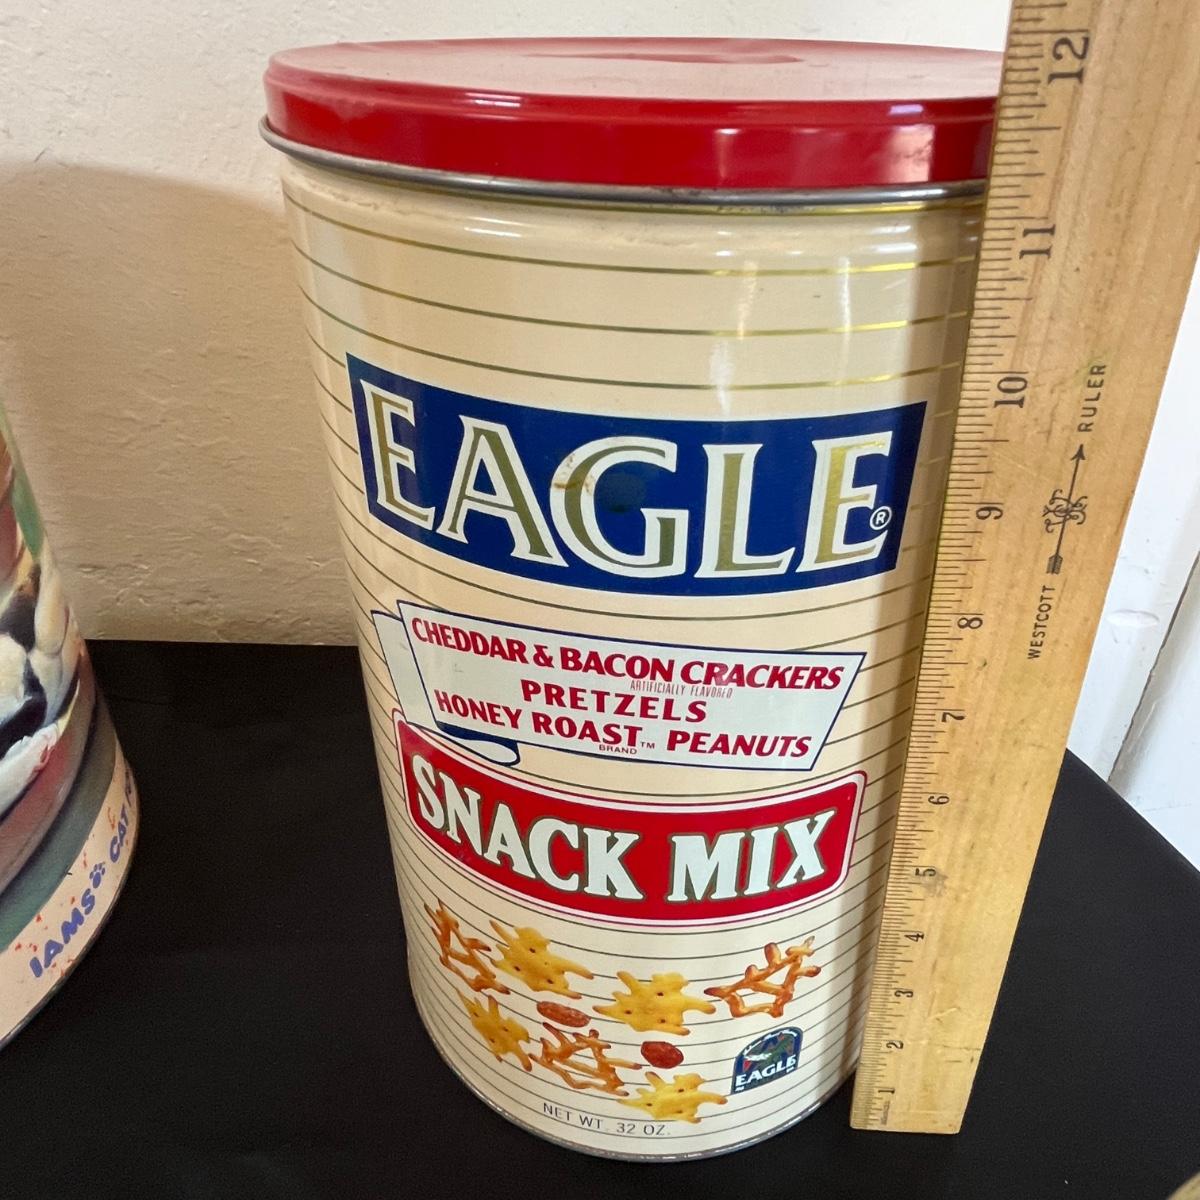 EAGLE®
CHEDDAR & BACON CRACKERS
ARTIFICIALLY FLAVORED
PRETZELS
HONEY ROAST™ PEANUTS
BRAND
SNACK MIX
EAGLE
NET WT. 32 OZ.
IAMS CAT
12
11
10
9
8
7
6
5
4
3
2
1
WESTCOTT RULER